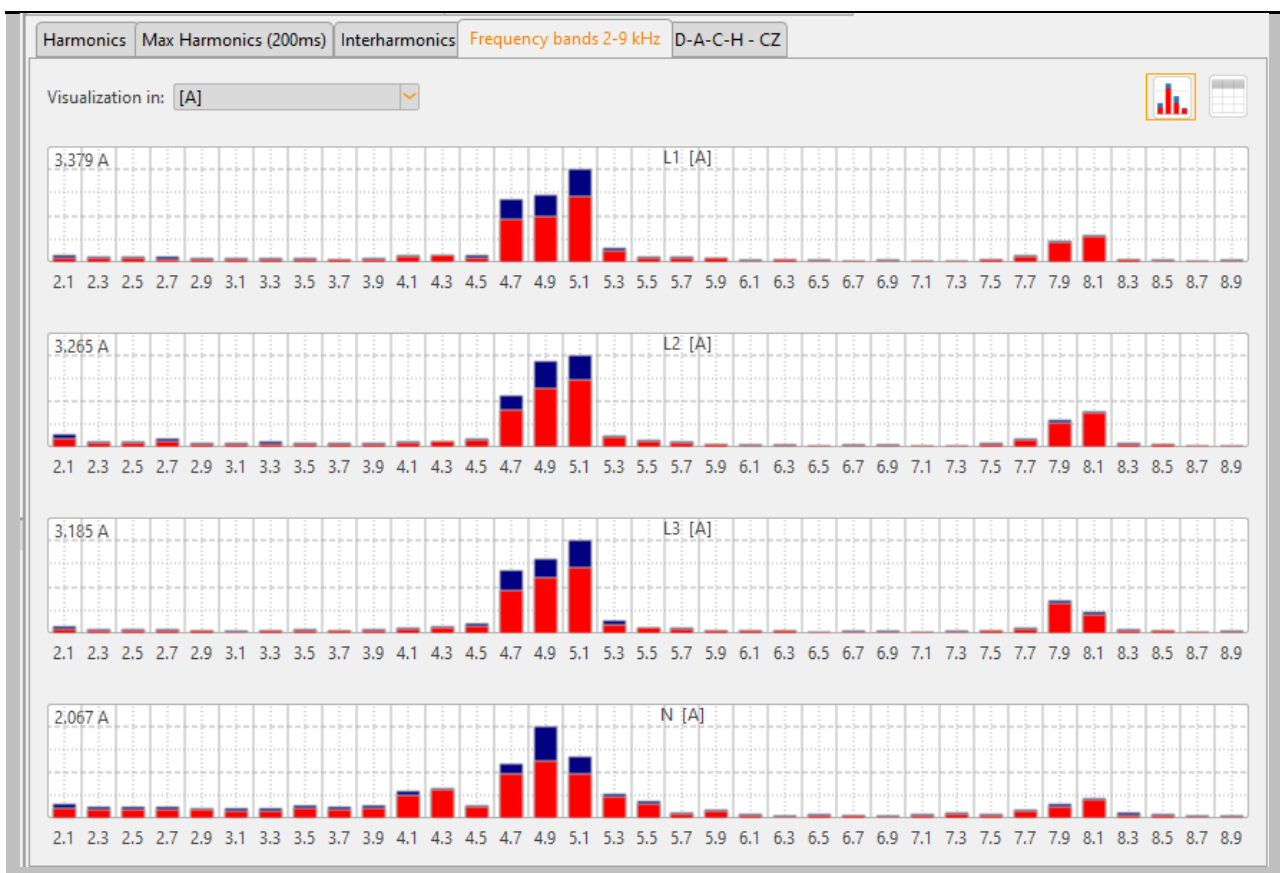 Harmonics Max Harmonics (200ms) Interharmonics Frequency bands 2-9 kHz D-A-C-H - CZ
Visualization in: [A]
3,379 A L1 [A]
2.1 2.3 2.5 2.7 2.9 3.1 3.3 3.5 3.7 3.9 4.1 4.3 4.5 4.7 4.9 5.1 5.3 5.5 5.7 5.9 6.1 6.3 6.5 6.7 6.9 7.1 7.3 7.5 7.7 7.9 8.1 8.3 8.5 8.7 8.9
3,265 A L2 [A]
2.1 2.3 2.5 2.7 2.9 3.1 3.3 3.5 3.7 3.9 4.1 4.3 4.5 4.7 4.9 5.1 5.3 5.5 5.7 5.9 6.1 6.3 6.5 6.7 6.9 7.1 7.3 7.5 7.7 7.9 8.1 8.3 8.5 8.7 8.9
3,185 A L3 [A]
2.1 2.3 2.5 2.7 2.9 3.1 3.3 3.5 3.7 3.9 4.1 4.3 4.5 4.7 4.9 5.1 5.3 5.5 5.7 5.9 6.1 6.3 6.5 6.7 6.9 7.1 7.3 7.5 7.7 7.9 8.1 8.3 8.5 8.7 8.9
2,067 A N [A]
2.1 2.3 2.5 2.7 2.9 3.1 3.3 3.5 3.7 3.9 4.1 4.3 4.5 4.7 4.9 5.1 5.3 5.5 5.7 5.9 6.1 6.3 6.5 6.7 6.9 7.1 7.3 7.5 7.7 7.9 8.1 8.3 8.5 8.7 8.9